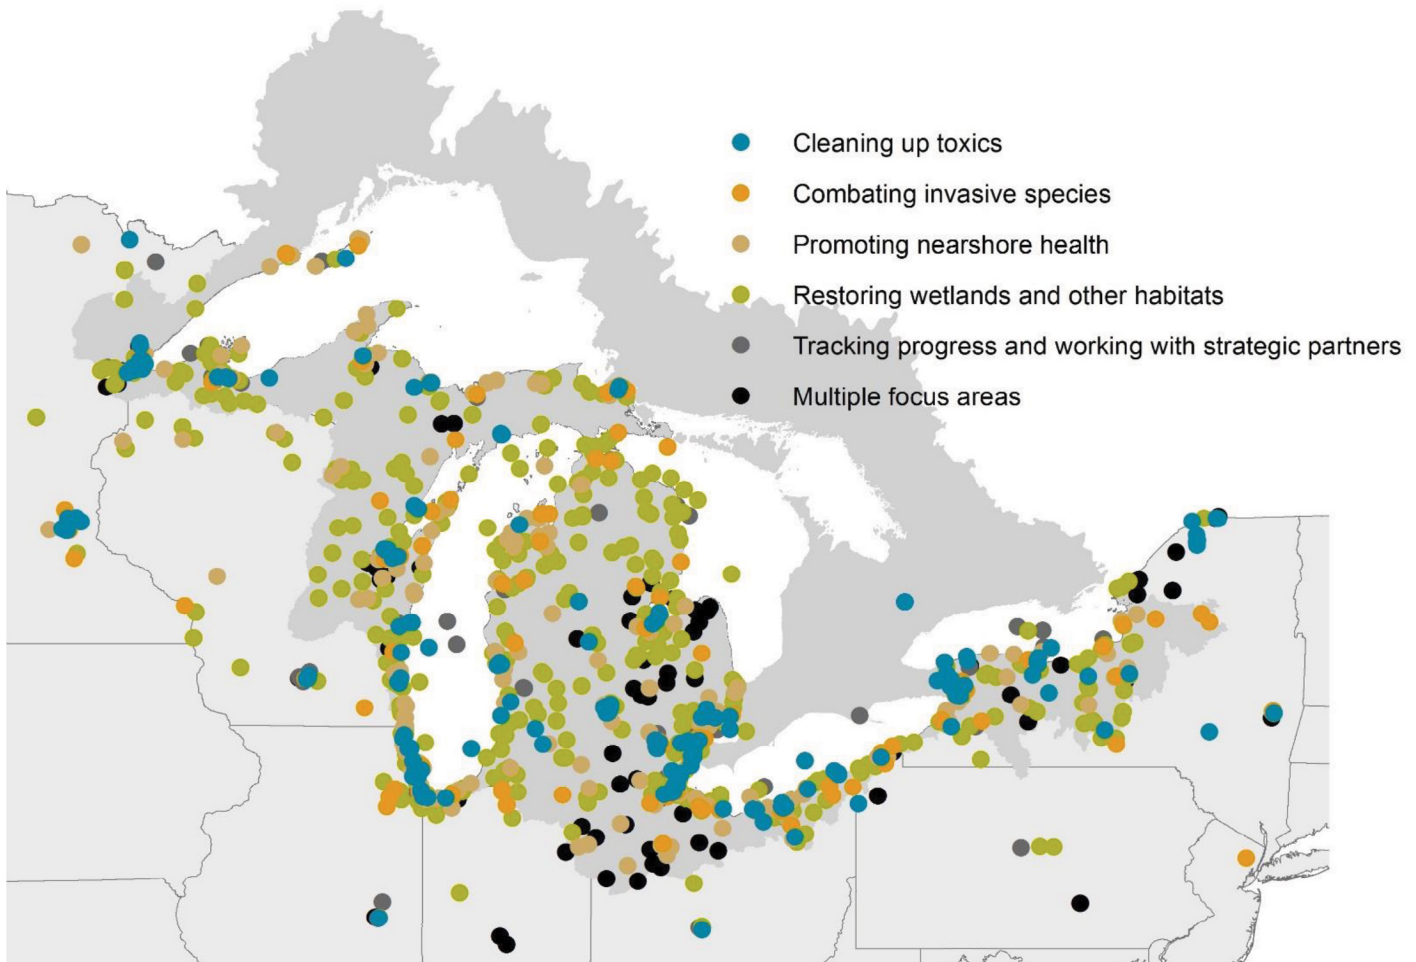 Cleaning up toxics
Combating invasive species
Promoting nearshore health
Restoring wetlands and other habitats
Tracking progress and working with strategic partners
Multiple focus areas